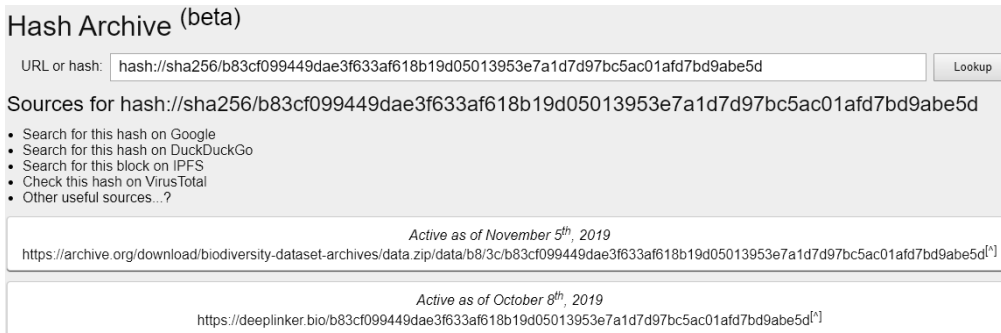 Hash Archive (beta)
URL or hash: hash://sha256/b83cf099449dae3f633af618b19d05013953e7a1d7d97bc5ac01afd7bd9abe5d Lookup
Sources for hash://sha256/b83cf099449dae3f633af618b19d05013953e7a1d7d97bc5ac01afd7bd9abe5d
• Search for this hash on Google
• Search for this hash on DuckDuckGo
• Search for this block on IPFS
• Check this hash on VirusTotal
• Other useful sources...?
Active as of November 5th, 2019
https://archive.org/download/biodiversity-dataset-archives/data.zip/data/b8/3c/b83cf099449dae3f633af618b19d05013953e7a1d7d97bc5ac01afd7bd9abe5d[^]
Active as of October 8th, 2019
https://deeplinker.bio/b83cf099449dae3f633af618b19d05013953e7a1d7d97bc5ac01afd7bd9abe5d[^]